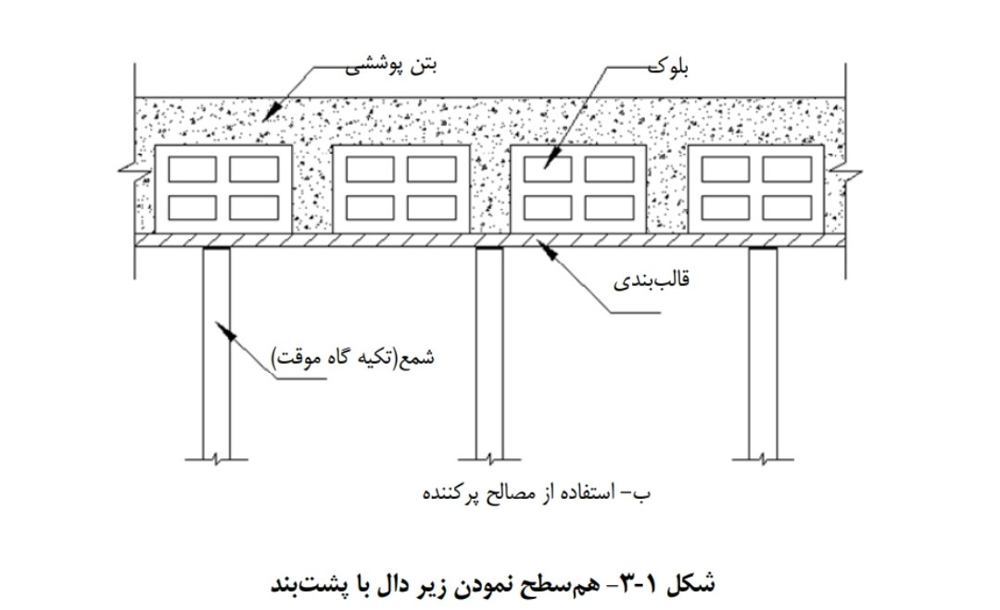 بتن پوششی
بلوک
قالب‌بندی
شمع(تکیه گاه موقت)
ب- استفاده از مصالح پرکننده
شکل ۱-۳- هم‌سطح نمودن زیر دال با پشت‌بند